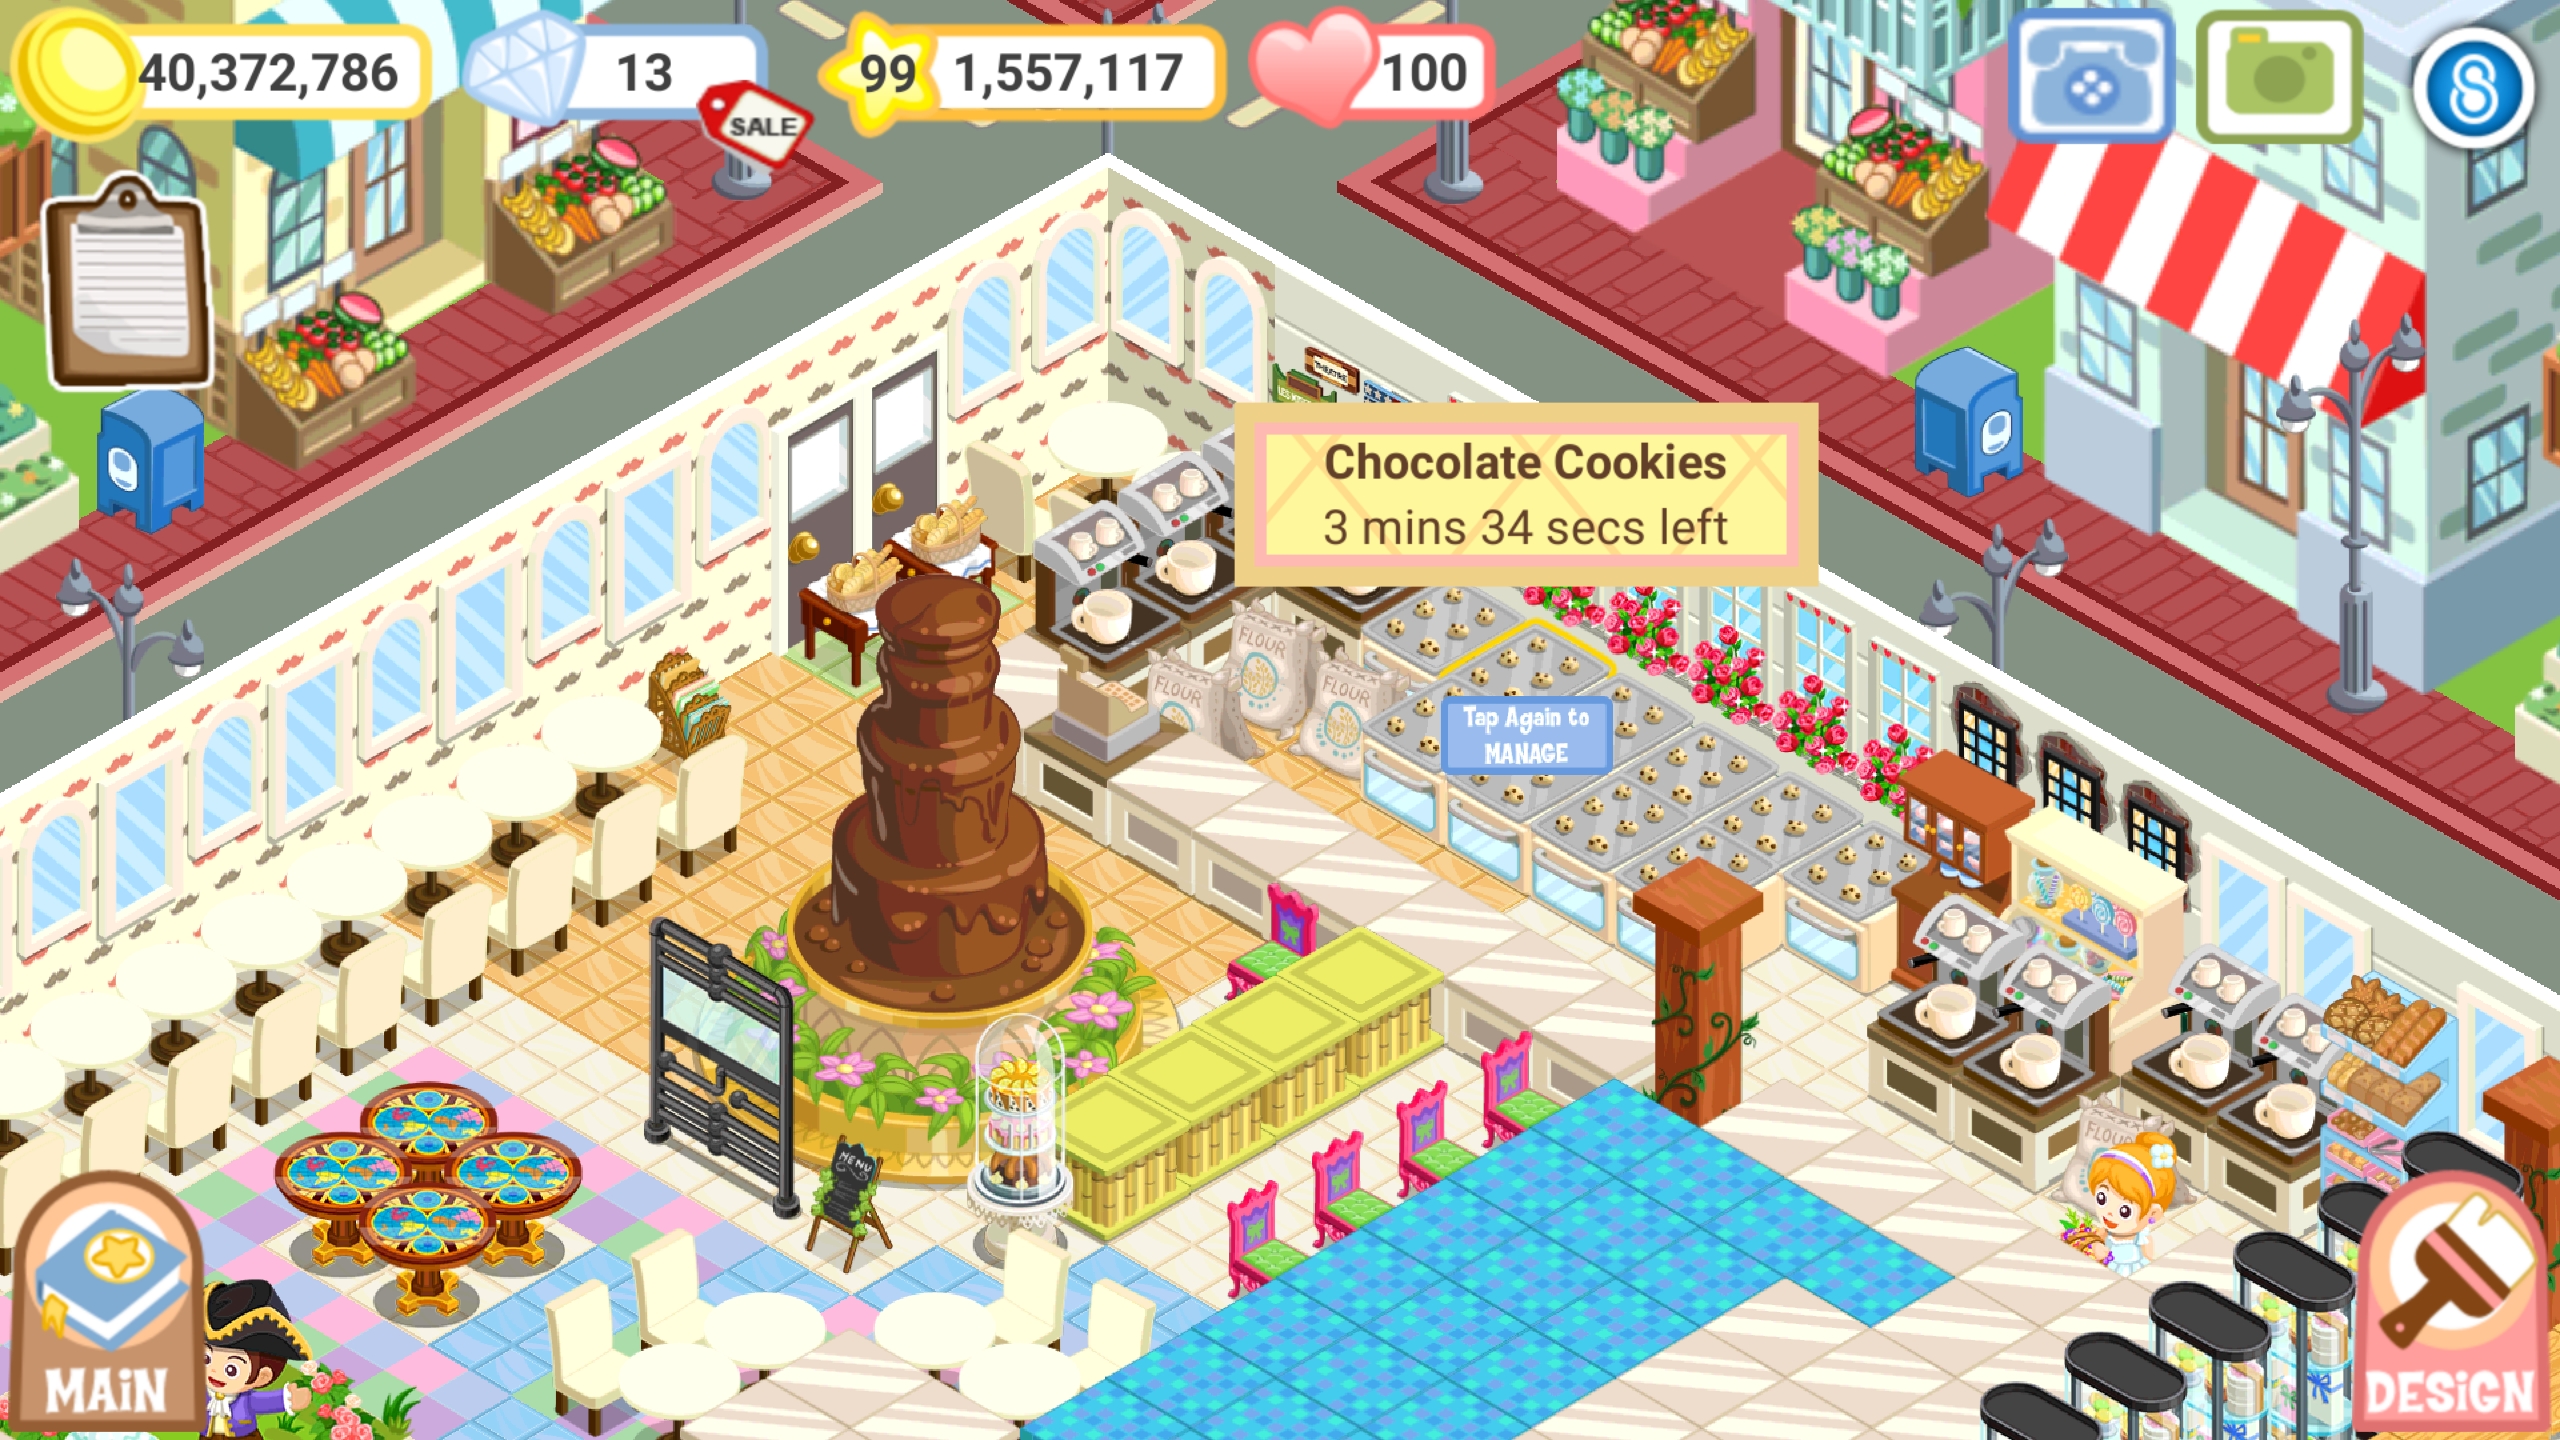 40,372,786
13
SALE
99
1,557,117
100
Chocolate Cookies
3 mins 34 secs left
FLOUR
FLOUR
FLOUR
Tap Again to
MANAGE
MENU
FLOUR
MAiN
DESiGN